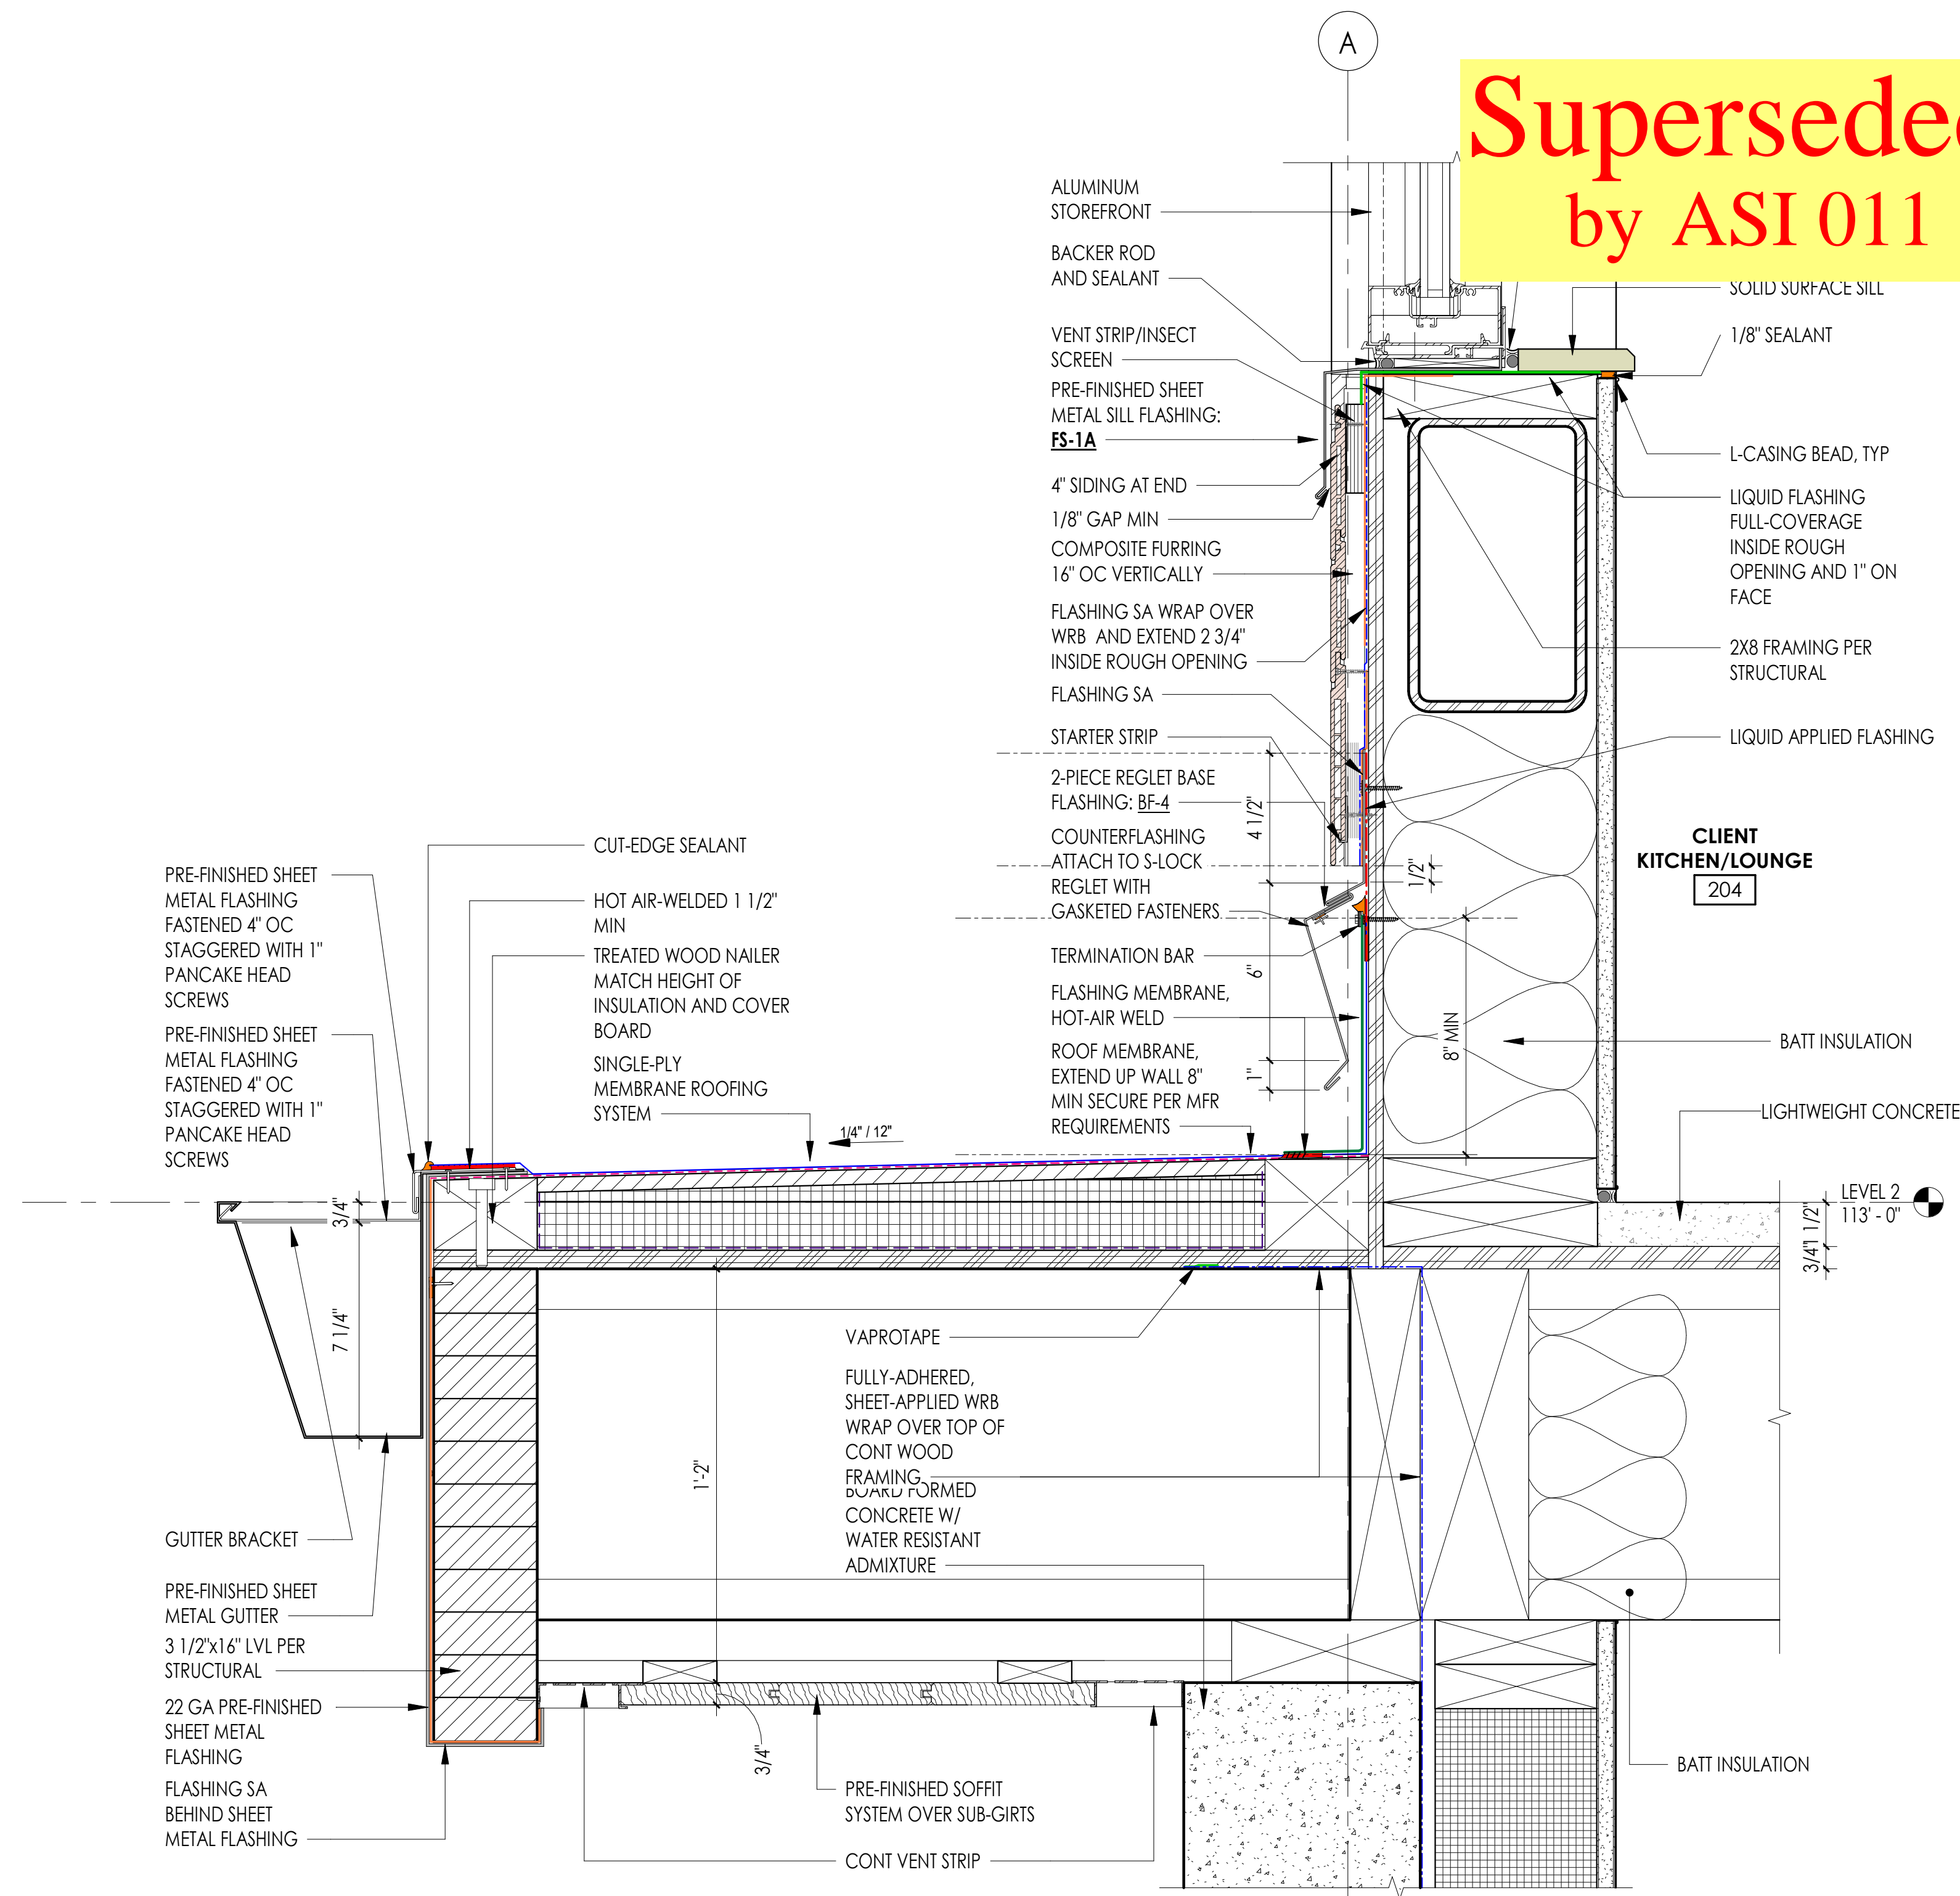 A
Superseded
by ASI 011
ALUMINUM
STOREFRONT
BACKER ROD
AND SEALANT
VENT STRIP/INSECT
SCREEN
PRE-FINISHED SHEET
METAL SILL FLASHING:
FS-1A
4" SIDING AT END
1/8" GAP MIN
COMPOSITE FURRING
16" OC VERTICALLY
FLASHING SA WRAP OVER
WRB AND EXTEND 2 3/4"
INSIDE ROUGH OPENING
FLASHING SA
STARTER STRIP
2-PIECE REGLET BASE
FLASHING: BF-4
COUNTERFLASHING
ATTACH TO S-LOCK
REGLET WITH
GASKETED FASTENERS
TERMINATION BAR
FLASHING MEMBRANE,
HOT-AIR WELD
ROOF MEMBRANE,
EXTEND UP WALL 8"
MIN SECURE PER MFR
REQUIREMENTS
4 1/2"
1/2"
6"
1"
8" MIN
SOLID SURFACE SILL
1/8" SEALANT
L-CASING BEAD, TYP
LIQUID FLASHING
FULL-COVERAGE
INSIDE ROUGH
OPENING AND 1" ON
FACE
2X8 FRAMING PER
STRUCTURAL
LIQUID APPLIED FLASHING
CLIENT
KITCHEN/LOUNGE
204
BATT INSULATION
LIGHTWEIGHT CONCRETE
LEVEL 2
113' - 0"
1 1/2"
3/4"
CUT-EDGE SEALANT
HOT AIR-WELDED 1 1/2"
MIN
TREATED WOOD NAILER
MATCH HEIGHT OF
INSULATION AND COVER
BOARD
SINGLE-PLY
MEMBRANE ROOFING
SYSTEM
1/4" / 12"
PRE-FINISHED SHEET
METAL FLASHING
FASTENED 4" OC
STAGGERED WITH 1"
PANCAKE HEAD
SCREWS
PRE-FINISHED SHEET
METAL FLASHING
FASTENED 4" OC
STAGGERED WITH 1"
PANCAKE HEAD
SCREWS
3/4"
7 1/4"
1'-2"
3/4"
GUTTER BRACKET
PRE-FINISHED SHEET
METAL GUTTER
3 1/2"x16" LVL PER
STRUCTURAL
22 GA PRE-FINISHED
SHEET METAL
FLASHING
FLASHING SA
BEHIND SHEET
METAL FLASHING
VAPROTAPE
FULLY-ADHERED,
SHEET-APPLIED WRB
WRAP OVER TOP OF
CONT WOOD
FRAMING
BOARD FORMED
CONCRETE W/
WATER RESISTANT
ADMIXTURE
PRE-FINISHED SOFFIT
SYSTEM OVER SUB-GIRTS
CONT VENT STRIP
BATT INSULATION